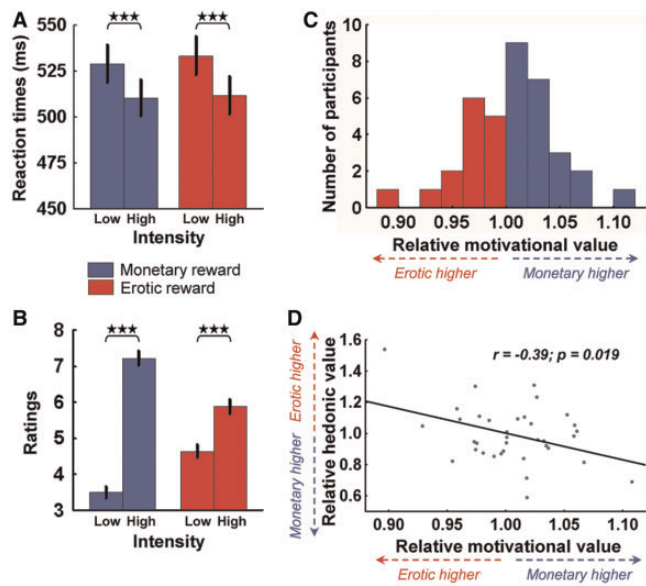 A
★★★ ★★★
Reaction times (ms)
550
525
500
475
450
Low High Low High
Intensity
Monetary reward
Erotic reward
B
★★★ ★★★
Ratings
8
7
6
5
4
3
Low High Low High
Intensity
C
Number of participants
10
8
6
4
2
0
0.90 0.95 1.00 1.05 1.10
Relative motivational value
Erotic higher Monetary higher
D
r = -0.39; p = 0.019
Erotic higher
Monetary higher
Relative hedonic value
1.6
1.4
1.2
1.0
0.8
0.6
0.90 0.95 1.00 1.05 1.10
Relative motivational value
Erotic higher Monetary higher